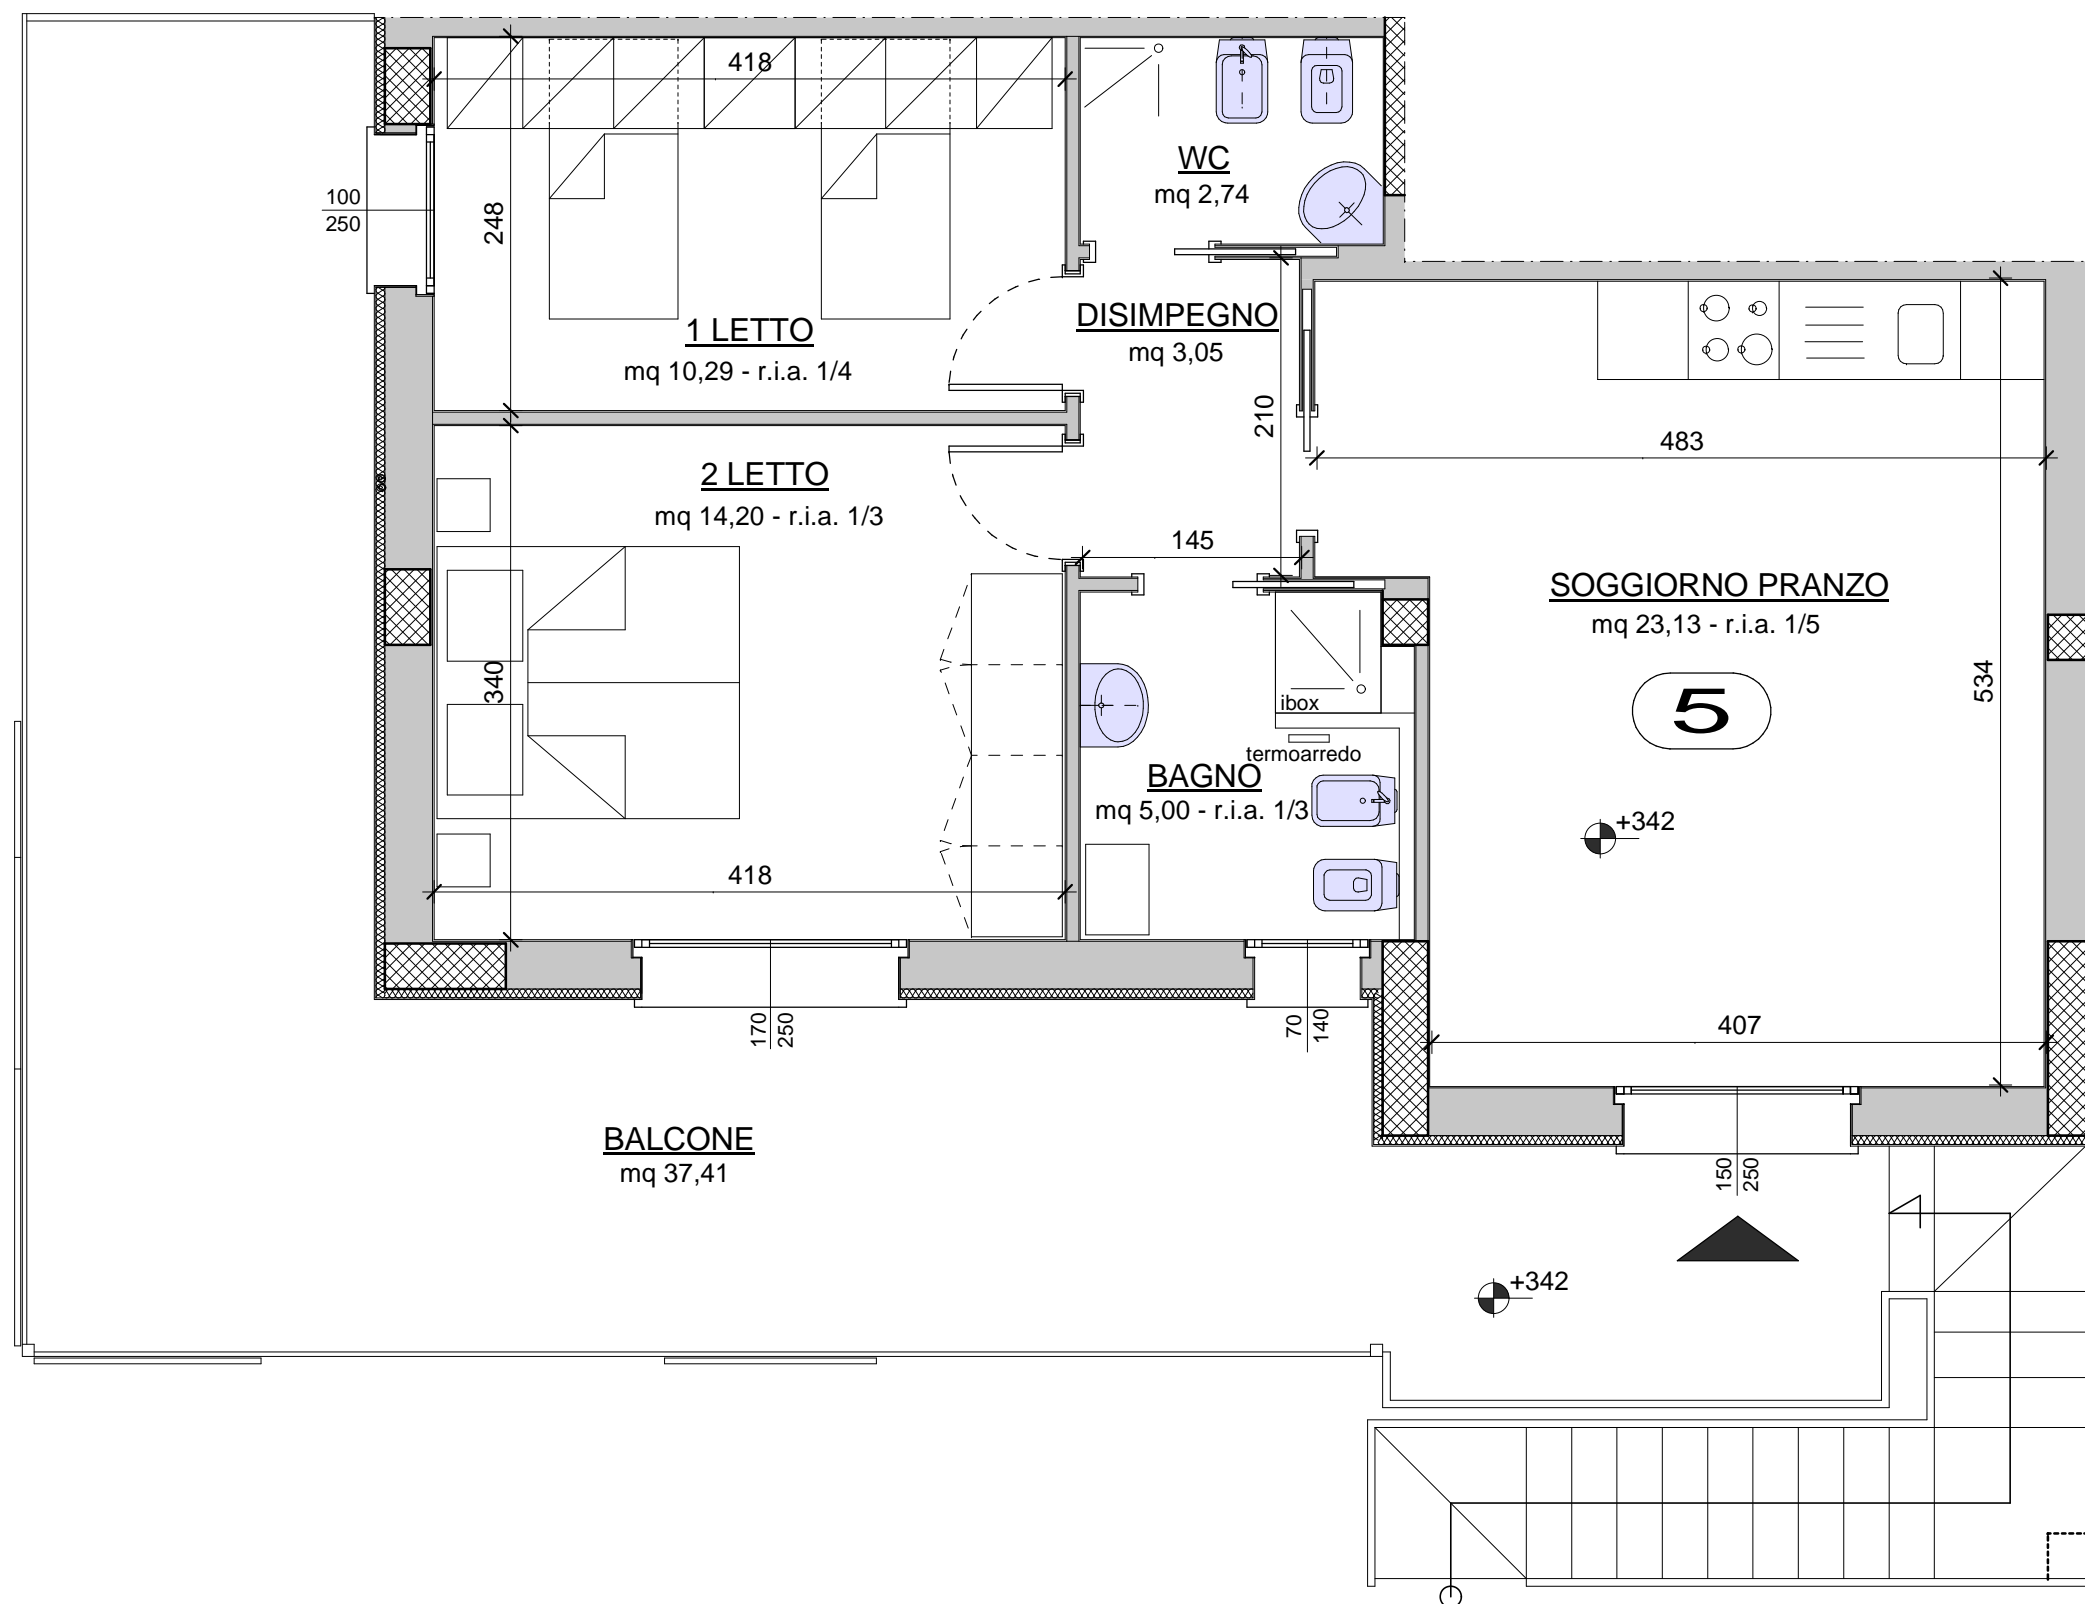 418
100
250
248
1 LETTO
mq 10,29 - r.i.a. 1/4
WC
mq 2,74
DISIMPEGNO
mq 3,05
210
483
2 LETTO
mq 14,20 - r.i.a. 1/3
145
340
418
SOGGIORNO PRANZO
mq 23,13 - r.i.a. 1/5
5
534
ibox
termoarredo
BAGNO
mq 5,00 - r.i.a. 1/3
+342
407
170
250
70
140
150
250
BALCONE
mq 37,41
+342